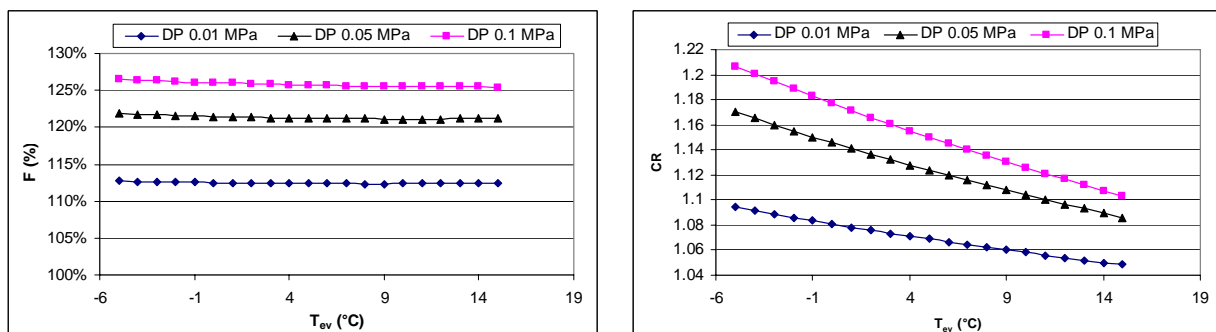 DP 0.01 MPa DP 0.05 MPa DP 0.1 MPa
130%
125%
120%
115%
110%
105%
100%
F (%)
-6 -1 4 9 14 19
Tev (°C)
DP 0.01 MPa DP 0.05 MPa DP 0.1 MPa
1.22
1.2
1.18
1.16
1.14
1.12
1.1
1.08
1.06
1.04
CR
-6 -1 4 9 14 19
Tev (°C)